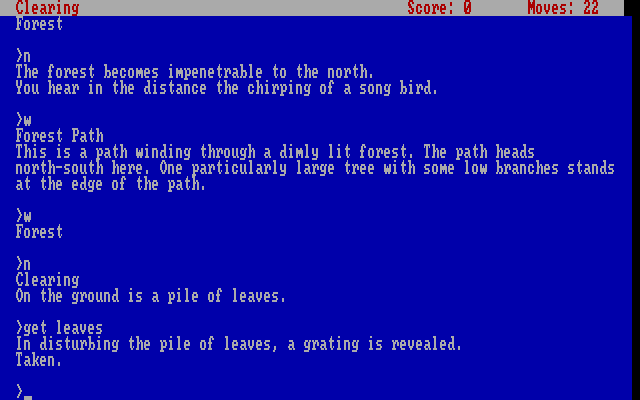 Clearing Score: 0 Moves: 22
Forest
>n
The forest becomes impenetrable to the north.
You hear in the distance the chirping of a song bird.
>w
Forest Path
This is a path winding through a dimly lit forest. The path heads
north-south here. One particularly large tree with some low branches stands
at the edge of the path.
>w
Forest
>n
Clearing
On the ground is a pile of leaves.
>get leaves
In disturbing the pile of leaves, a grating is revealed.
Taken.
>_